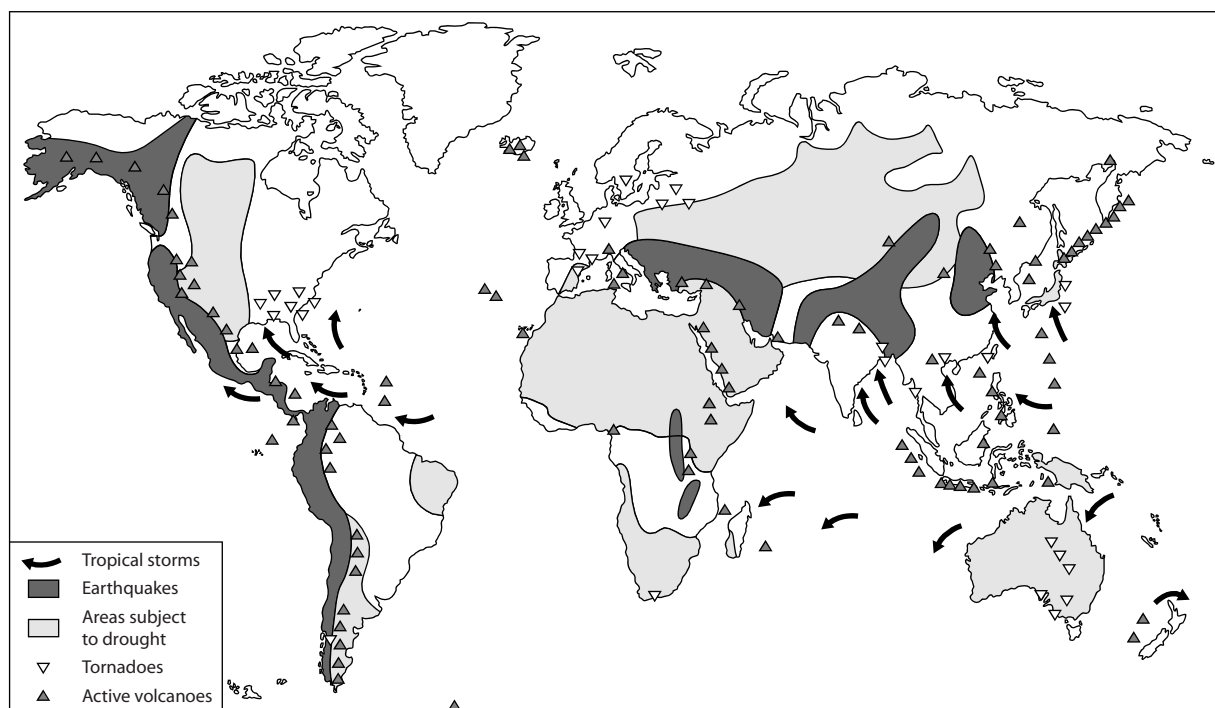 Tropical storms
Earthquakes
Areas subject
to drought
Tornadoes
Active volcanoes